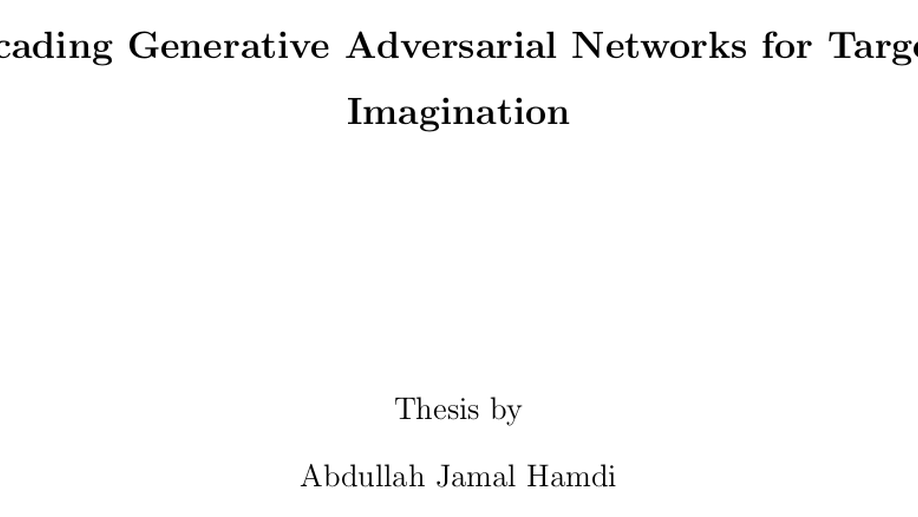 cading Generative Adversarial Networks for Targe
Imagination
Thesis by
Abdullah Jamal Hamdi